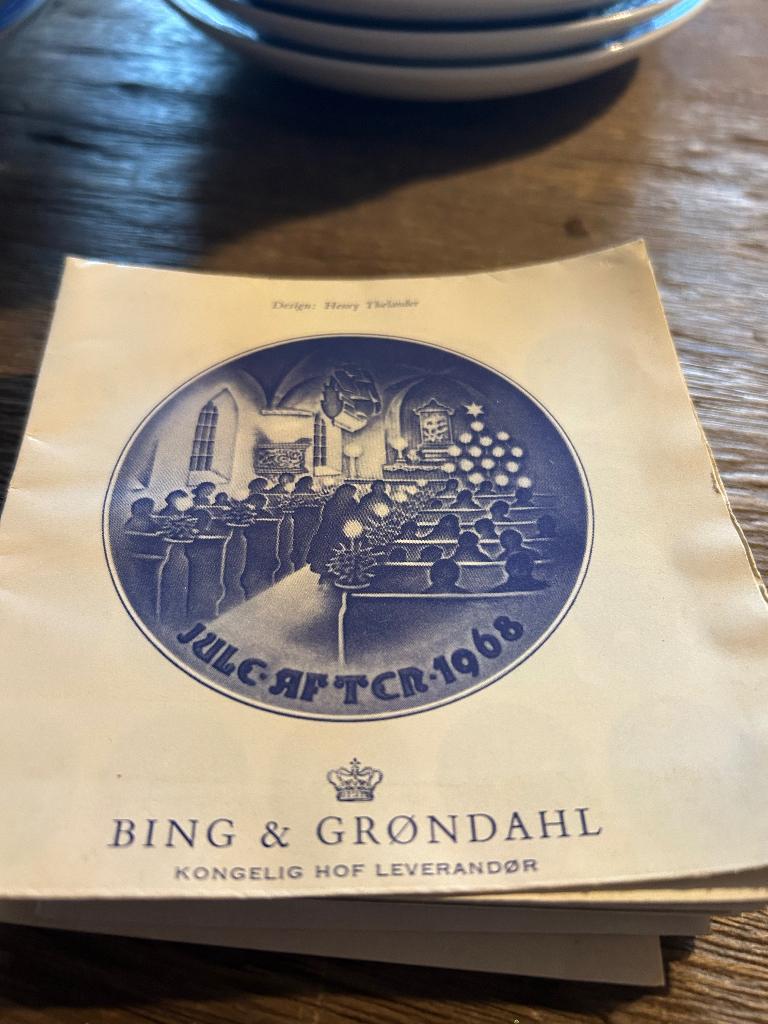 Design: Henry Thelander
JULE·AFTEN·1968
BING & GRØNDAHL
KONGELIG HOF LEVERANDØR